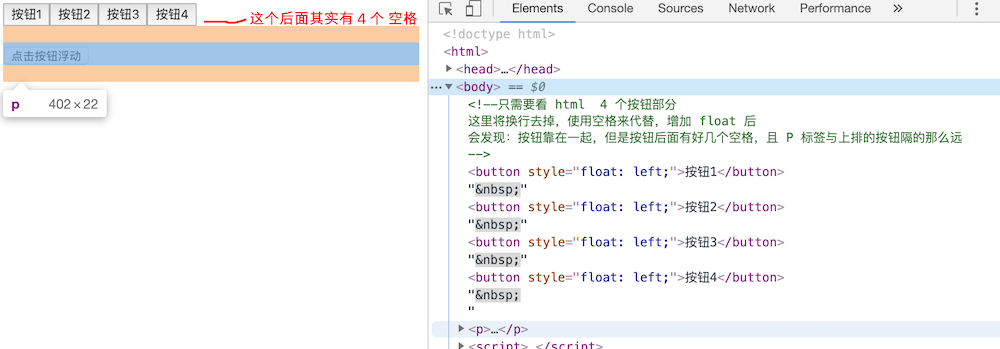 按钮1 按钮2 按钮3 按钮4 这个后面其实有 4 个 空格
点击按钮浮动
p 402 × 22
Elements Console Sources Network Performance »
<!doctype html>
<html>
<head>…</head>
<body> == $0
<!--只需要看 html  4 个按钮部分
这里将换行去掉，使用空格来代替，增加 float 后
会发现：按钮靠在一起，但是按钮后面有好几个空格，且 P 标签与上排的按钮隔的那么远
-->
<button style="float: left;">按钮1</button>
"&nbsp;"
<button style="float: left;">按钮2</button>
"&nbsp;"
<button style="float: left;">按钮3</button>
"&nbsp;"
<button style="float: left;">按钮4</button>
"&nbsp;
"
<p>…</p>
<script>…</script>